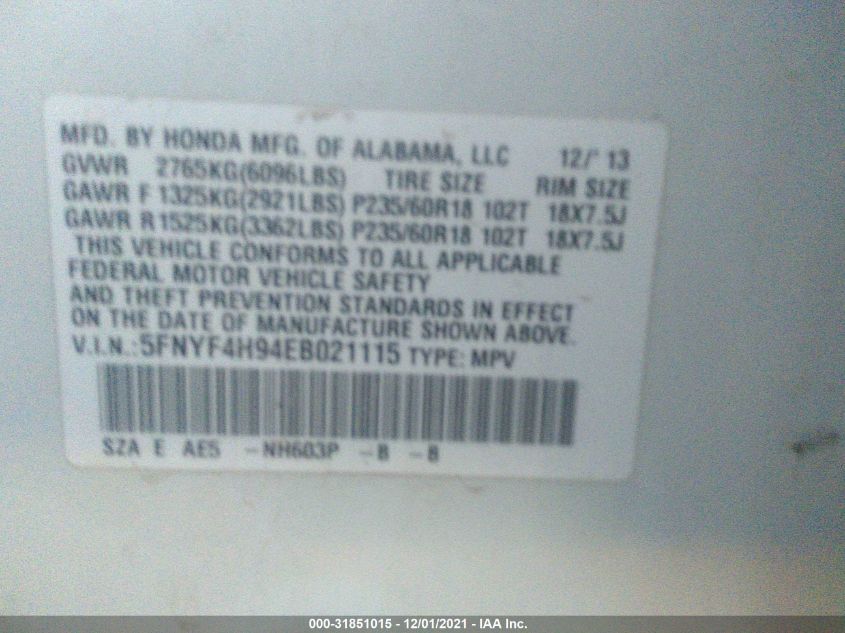 MFD. BY HONDA MFG. OF ALABAMA, LLC 12/ 13
GVWR 2765KG(6096LBS) TIRE SIZE RIM SIZE
GAWR F 1325KG(2921LBS) P235/60R18 102T 18X7.5J
GAWR R 1525KG(3362LBS) P235/60R18 102T 18X7.5J
THIS VEHICLE CONFORMS TO ALL APPLICABLE
FEDERAL MOTOR VEHICLE SAFETY
AND THEFT PREVENTION STANDARDS IN EFFECT
ON THE DATE OF MANUFACTURE SHOWN ABOVE.
V.I.N.: 5FNYF4H94EB021115 TYPE: MPV
SZA E AE5 -NH603P -B -B
000-31851015 - 12/01/2021 - IAA Inc.